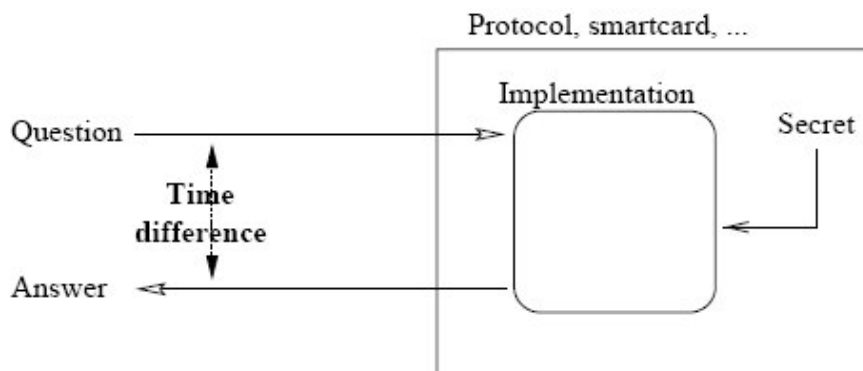 Protocol, smartcard, ...
Implementation
Question
Secret
Time
difference
Answer